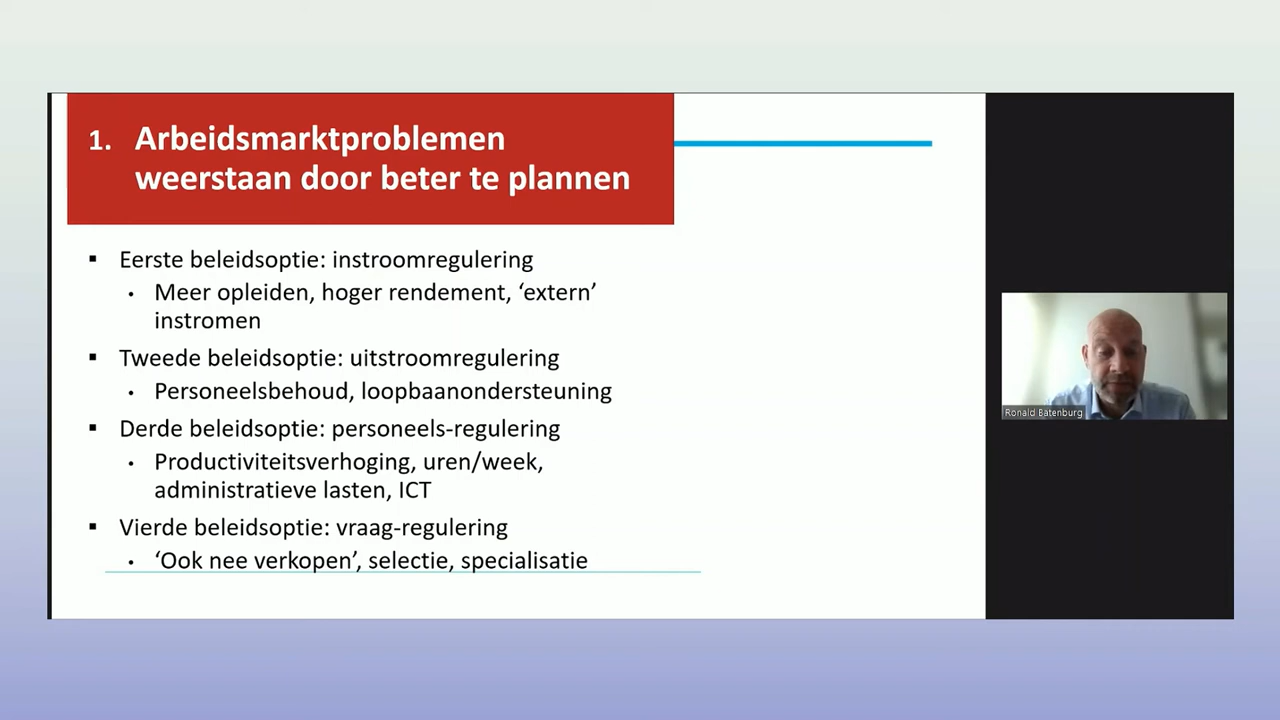 1. Arbeidsmarktproblemen
weerstaan door beter te plannen
▪ Eerste beleidsoptie: instroomregulering
• Meer opleiden, hoger rendement, ‘extern’
instromen
▪ Tweede beleidsoptie: uitstroomregulering
• Personeelsbehoud, loopbaanondersteuning
▪ Derde beleidsoptie: personeels-regulering
• Productiviteitsverhoging, uren/week,
administratieve lasten, ICT
▪ Vierde beleidsoptie: vraag-regulering
• ‘Ook nee verkopen’, selectie, specialisatie
Ronald Batenburg